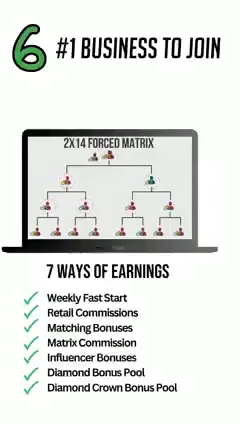 6 #1 BUSINESS TO JOIN
2X14 FORCED MATRIX
7 WAYS OF EARNINGS
Weekly Fast Start
Retail Commissions
Matching Bonuses
Matrix Commission
Influencer Bonuses
Diamond Bonus Pool
Diamond Crown Bonus Pool